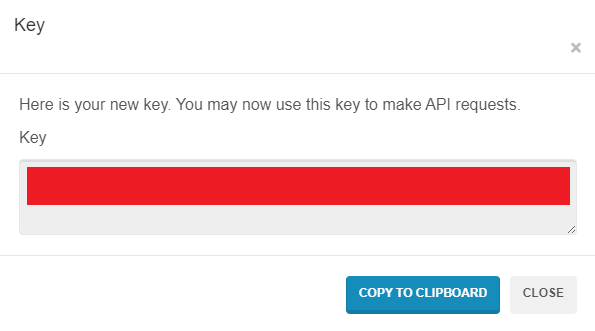 Key
Here is your new key. You may now use this key to make API requests.
Key
COPY TO CLIPBOARD
CLOSE